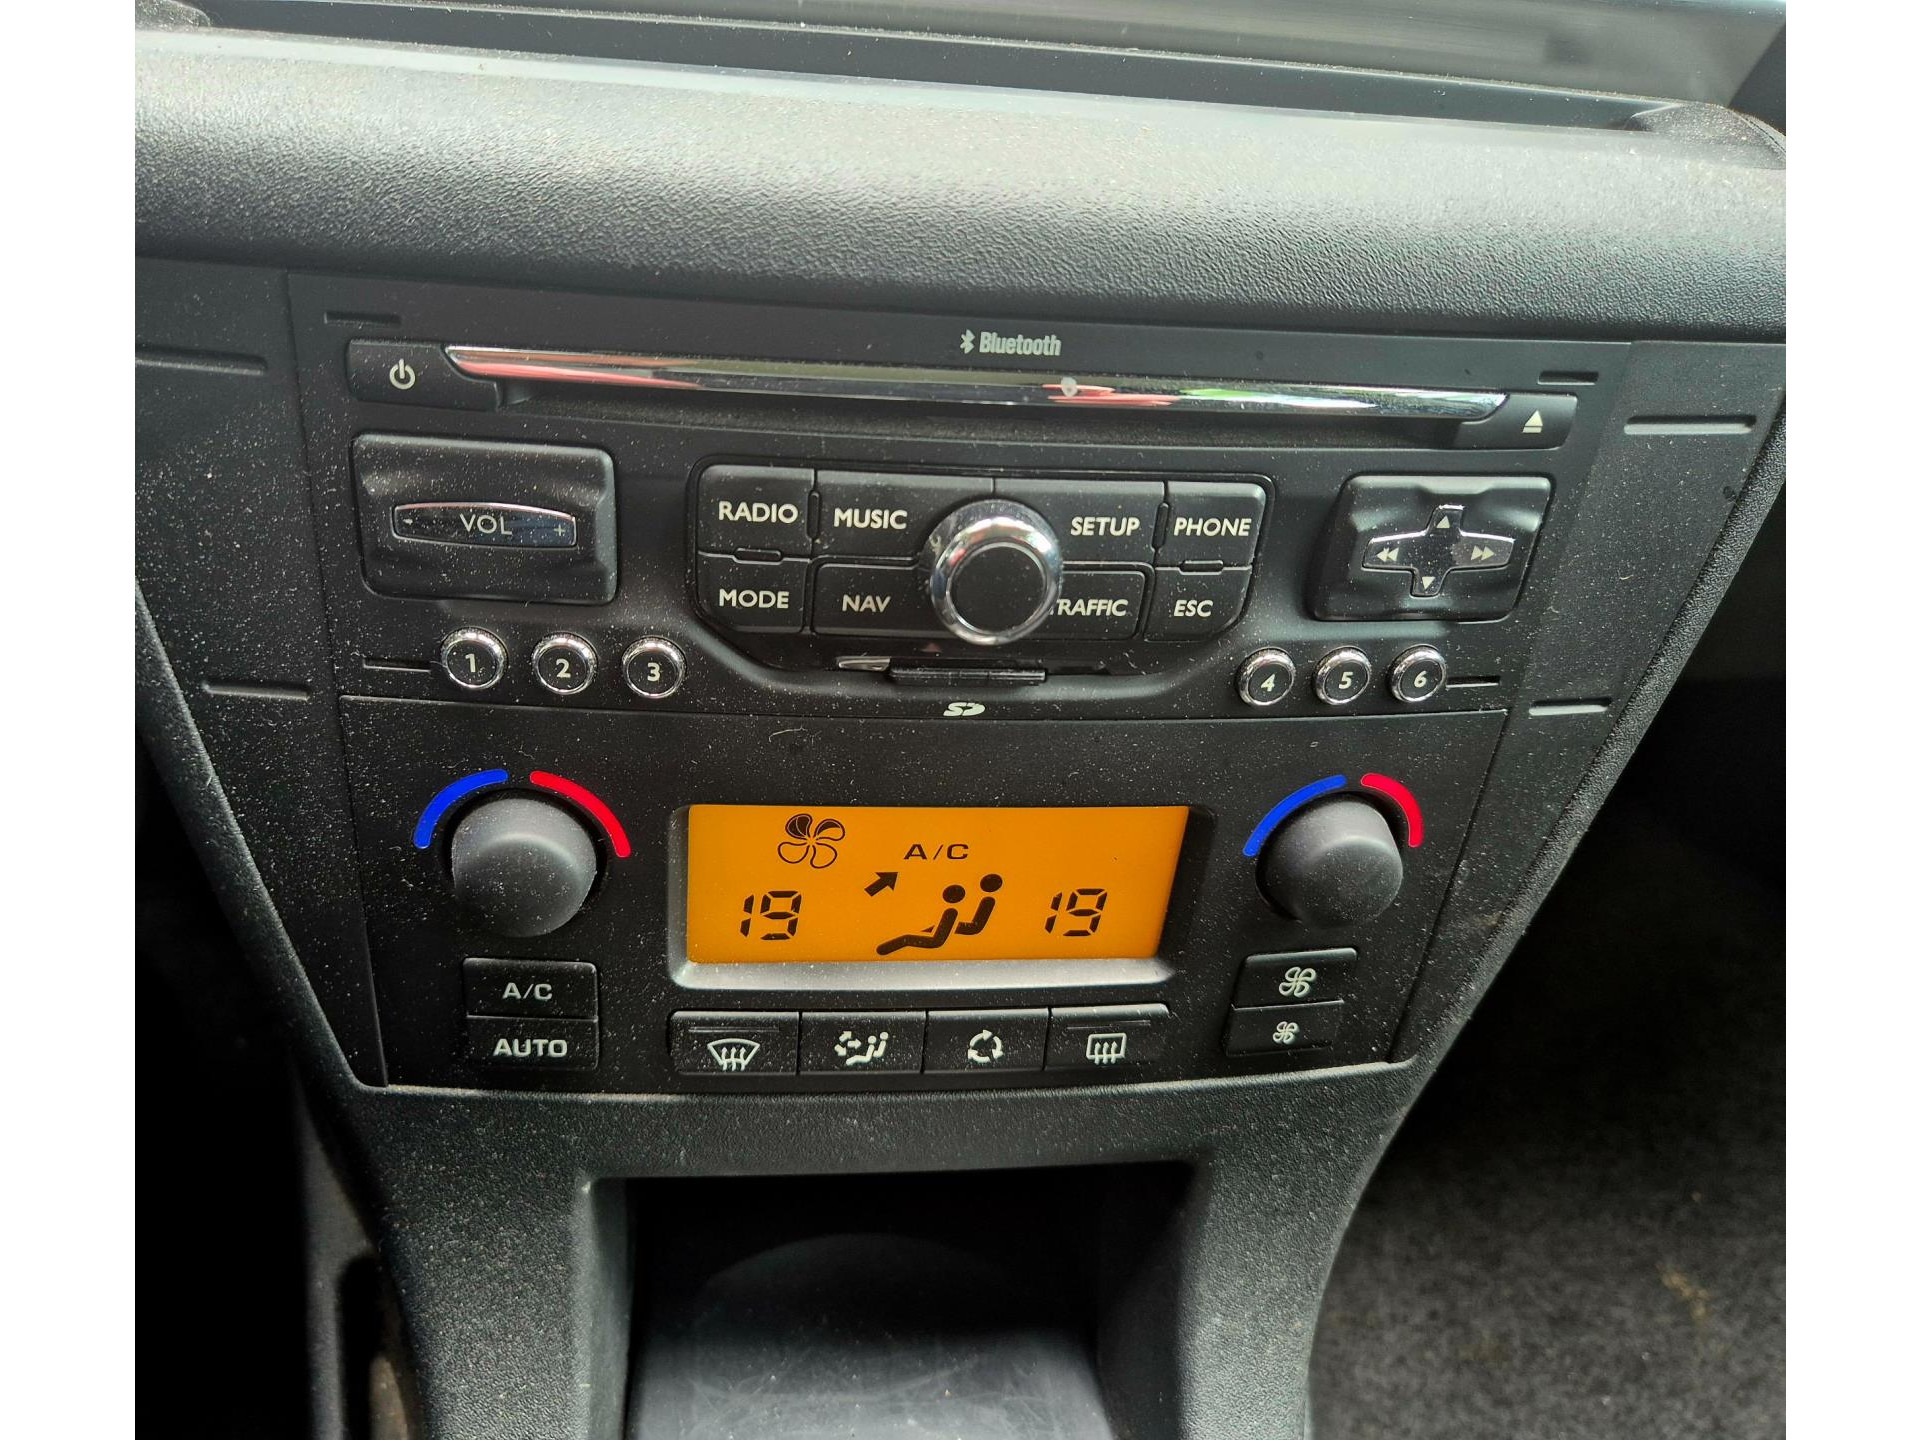 Bluetooth
VOL
RADIO MUSIC SETUP PHONE
MODE NAV TRAFFIC ESC
1 2 3 4 5 6
SD
A/C
19 19
A/C
AUTO